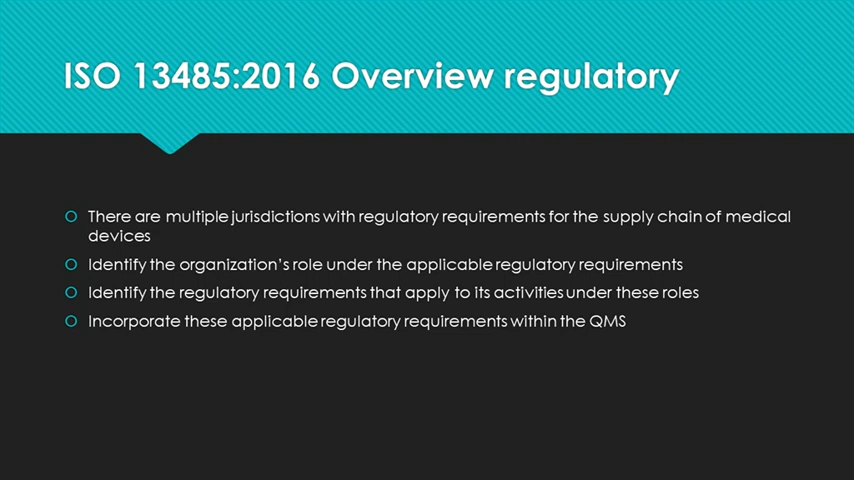 ISO 13485:2016 Overview regulatory
There are multiple jurisdictions with regulatory requirements for the supply chain of medical
devices
Identify the organization’s role under the applicable regulatory requirements
Identify the regulatory requirements that apply to its activities under these roles
Incorporate these applicable regulatory requirements within the QMS